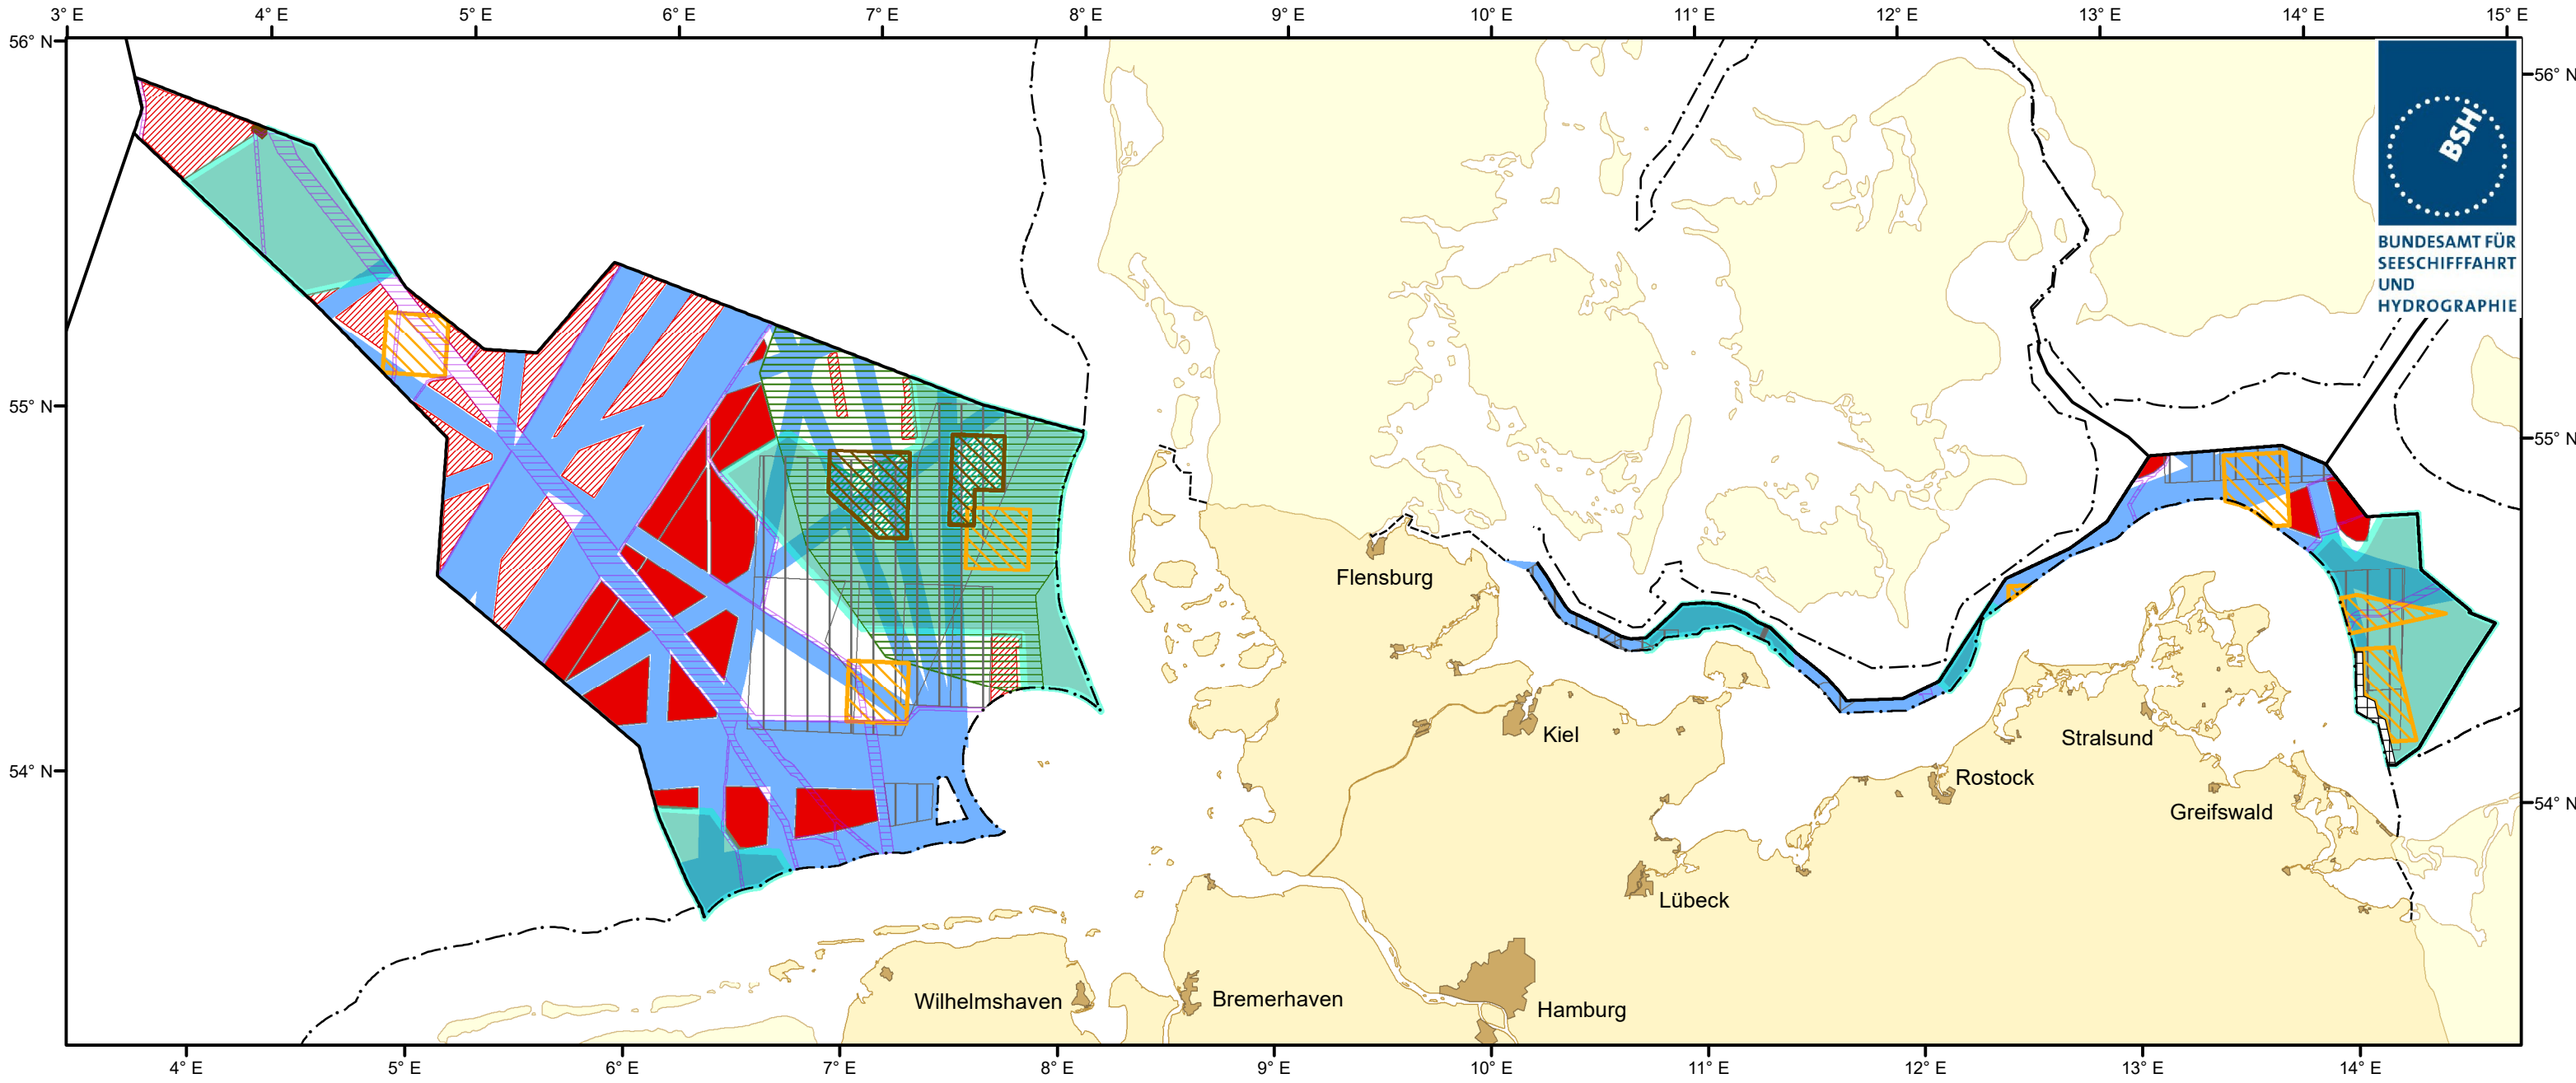 3° E 4° E 5° E 6° E 7° E 8° E 9° E 10° E 11° E 12° E 13° E 14° E 15° E
56° N
56° N
BSH
BUNDESAMT FÜR
SEESCHIFFFAHRT
UND
HYDROGRAPHIE
55° N
55° N
Flensburg
Kiel
Stralsund
54° N
Rostock
54° N
Greifswald
Lübeck
Wilhelmshaven
Bremerhaven
Hamburg
4° E 5° E 6° E 7° E 8° E 9° E 10° E 11° E 12° E 13° E 14° E